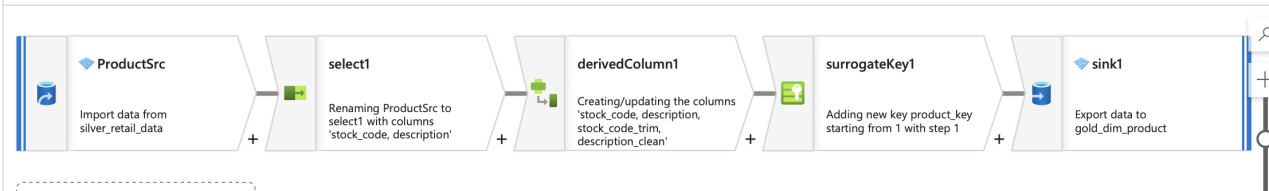 ProductSrc
Import data from
silver_retail_data
+
select1
Renaming ProductSrc to
select1 with columns
'stock_code, description'
+
derivedColumn1
Creating/updating the columns
'stock_code, description,
stock_code_trim,
description_clean'
+
surrogateKey1
Adding new key product_key
starting from 1 with step 1
+
sink1
Export data to
gold_dim_product